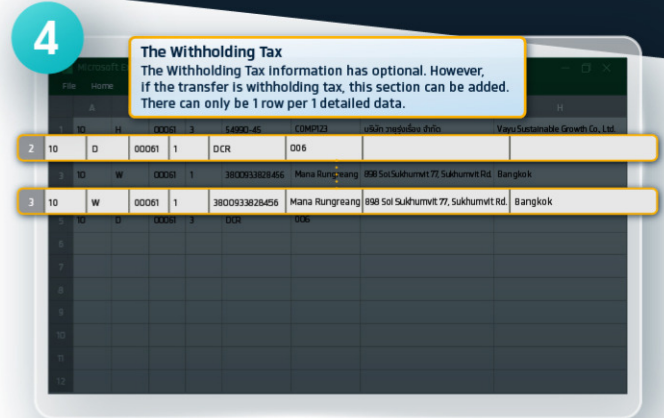 4
The Withholding Tax
The Withholding Tax information has optional. However,
if the transfer is withholding tax, this section can be added.
There can only be 1 row per 1 detailed data.
Microsoft E
File Home
A H
1 10 H 00061 3 54990-45 COMP123 Vayu Sustainable Growth Co., Ltd.
2 10 D 00061 1 DCR 006
3 10 W 00061 1 3800933828456 Mana Rungreang 898 Soi.Sukhumvit 77, Sukhumvit Rd. Bangkok
3 10 W 00061 1 3800933828456 Mana Rungreang 898 Soi Sukhumvit 77, Sukhumvit Rd. Bangkok
5 10 D 00061 3 DCR 006
6
7
8
9
10
11
12